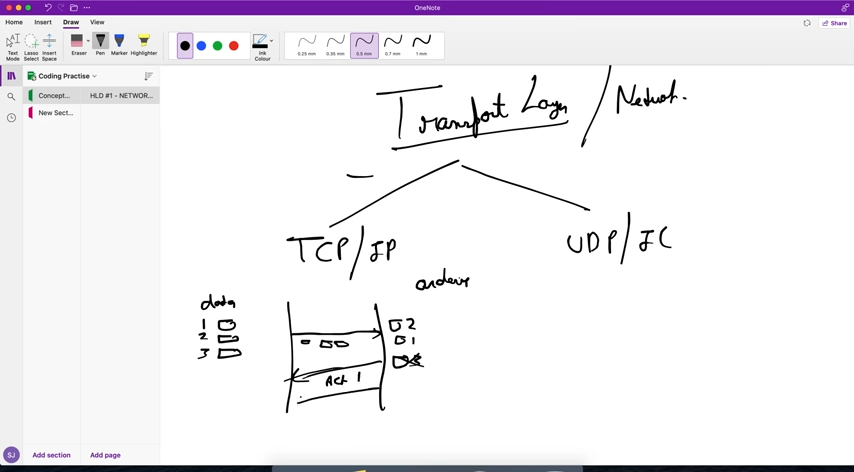 OneNote
Home Insert Draw View
Share
Text Mode
Lasso Select
Insert Space
Eraser
Pen
Marker
Highlighter
Ink Colour
0.25 mm
0.35 mm
0.5 mm
0.7 mm
1 mm
Coding Practise
Concept...
HLD #1 - NETWOR...
New Sect...
Transport Layer / Network.
TCP/IP
UDP/
data
1
2
3
2
1
Ack 1
SJ
Add section
Add page